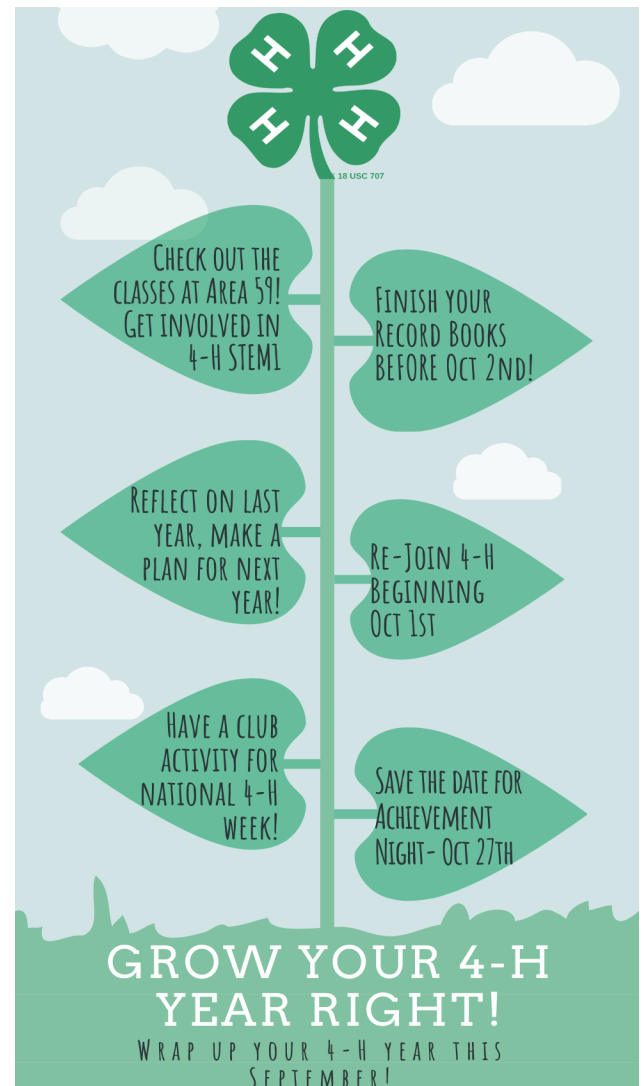 H H
H H
18 USC 707
Check out the
classes at Area 59!
Get involved in
4-H STEM1
Finish your
Record Books
before Oct 2nd!
Reflect on last
year, make a
plan for next
year!
Re-Join 4-H
Beginning
Oct 1st
Have a club
activity for
national 4-H
week!
Save the date for
Achievement
Night- Oct 27th
GROW YOUR 4-H
YEAR RIGHT!
Wrap up your 4-H year this
September!